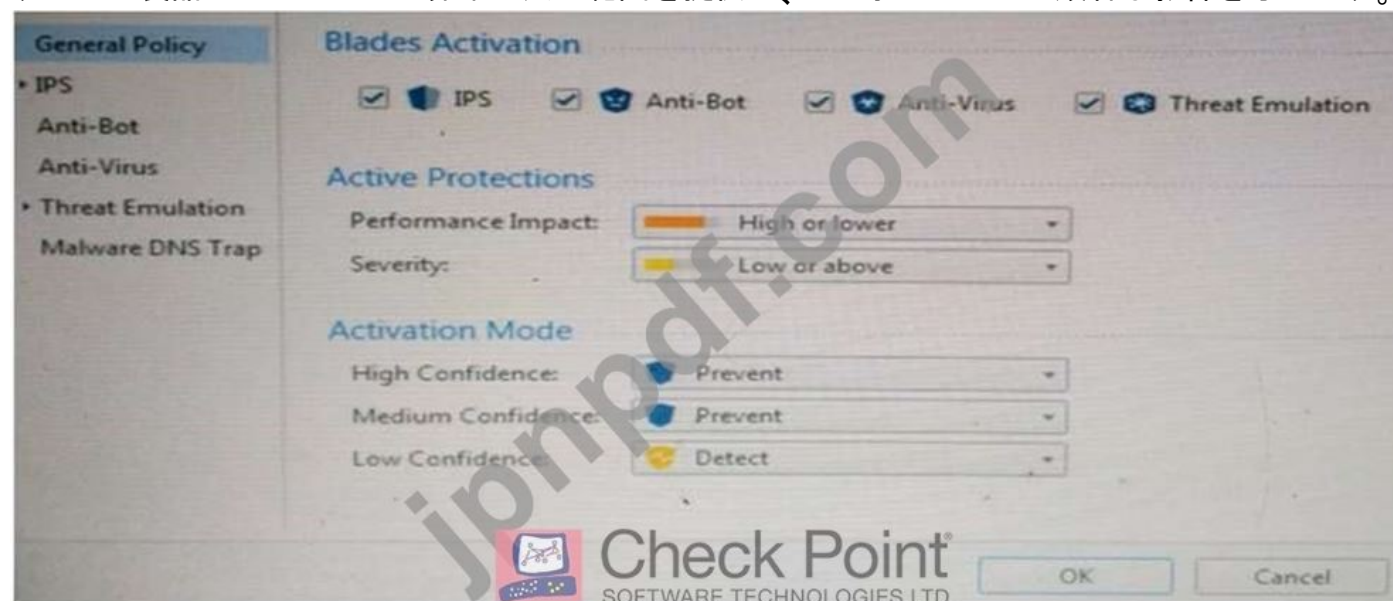 General Policy
IPS
Anti-Bot
Anti-Virus
Threat Emulation
Malware DNS Trap
Blades Activation
IPS
Anti-Bot
Anti-Virus
Threat Emulation
Active Protections
Performance Impact:
High or lower
Severity:
Low or above
Activation Mode
High Confidence:
Prevent
Medium Confidence:
Prevent
Low Confidence:
Detect
jpnpdf.com
Check Point®
SOFTWARE TECHNOLOGIES LTD
OK
Cancel